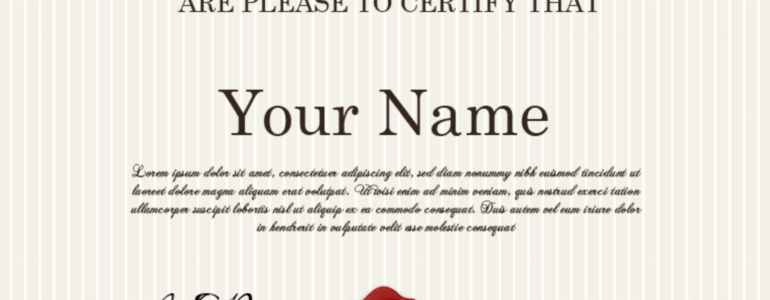 ARE PLEASE TO CERTIFY THAT
Your Name
Lorem ipsum dolor sit amet, consectetuer adipiscing elit, sed diam nonummy nibh euismod tincidunt ut
laoreet dolore magna aliquam erat volutpat. Ut wisi enim ad minim veniam, quis nostrud exerci tation
ullamcorper suscipit lobortis nisl ut aliquip ex ea commodo consequat. Duis autem vel eum iriure dolor
in hendrerit in vulputate velit esse molestie consequat